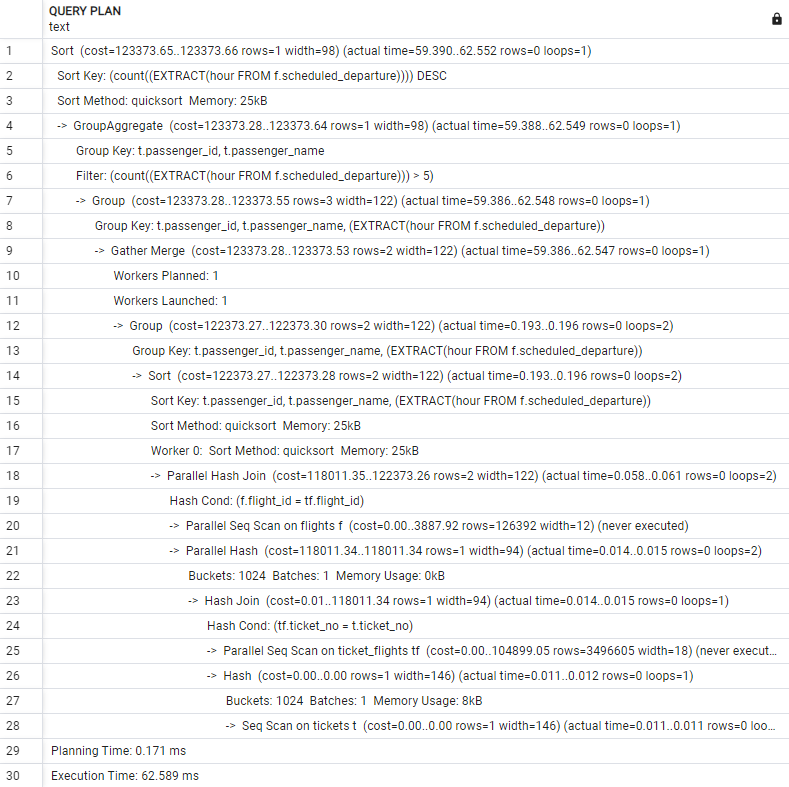 QUERY PLAN
text
1 Sort (cost=123373.65..123373.66 rows=1 width=98) (actual time=59.390..62.552 rows=0 loops=1)
2 Sort Key: (count((EXTRACT(hour FROM f.scheduled_departure)))) DESC
3 Sort Method: quicksort Memory: 25kB
4 -> GroupAggregate (cost=123373.28..123373.64 rows=1 width=98) (actual time=59.388..62.549 rows=0 loops=1)
5 Group Key: t.passenger_id, t.passenger_name
6 Filter: (count((EXTRACT(hour FROM f.scheduled_departure))) > 5)
7 -> Group (cost=123373.28..123373.55 rows=3 width=122) (actual time=59.386..62.548 rows=0 loops=1)
8 Group Key: t.passenger_id, t.passenger_name, (EXTRACT(hour FROM f.scheduled_departure))
9 -> Gather Merge (cost=123373.28..123373.53 rows=2 width=122) (actual time=59.386..62.547 rows=0 loops=1)
10 Workers Planned: 1
11 Workers Launched: 1
12 -> Group (cost=122373.27..122373.30 rows=2 width=122) (actual time=0.193..0.196 rows=0 loops=2)
13 Group Key: t.passenger_id, t.passenger_name, (EXTRACT(hour FROM f.scheduled_departure))
14 -> Sort (cost=122373.27..122373.28 rows=2 width=122) (actual time=0.193..0.196 rows=0 loops=2)
15 Sort Key: t.passenger_id, t.passenger_name, (EXTRACT(hour FROM f.scheduled_departure))
16 Sort Method: quicksort Memory: 25kB
17 Worker 0: Sort Method: quicksort Memory: 25kB
18 -> Parallel Hash Join (cost=118011.35..122373.26 rows=2 width=122) (actual time=0.058..0.061 rows=0 loops=2)
19 Hash Cond: (f.flight_id = tf.flight_id)
20 -> Parallel Seq Scan on flights f (cost=0.00..3887.92 rows=126392 width=12) (never executed)
21 -> Parallel Hash (cost=118011.34..118011.34 rows=1 width=94) (actual time=0.014..0.015 rows=0 loops=2)
22 Buckets: 1024 Batches: 1 Memory Usage: 0kB
23 -> Hash Join (cost=0.01..118011.34 rows=1 width=94) (actual time=0.014..0.015 rows=0 loops=1)
24 Hash Cond: (tf.ticket_no = t.ticket_no)
25 -> Parallel Seq Scan on ticket_flights tf (cost=0.00..104899.05 rows=3496605 width=18) (never execut...
26 -> Hash (cost=0.00..0.00 rows=1 width=146) (actual time=0.011..0.012 rows=0 loops=1)
27 Buckets: 1024 Batches: 1 Memory Usage: 8kB
28 -> Seq Scan on tickets t (cost=0.00..0.00 rows=1 width=146) (actual time=0.011..0.011 rows=0 loo...
29 Planning Time: 0.171 ms
30 Execution Time: 62.589 ms